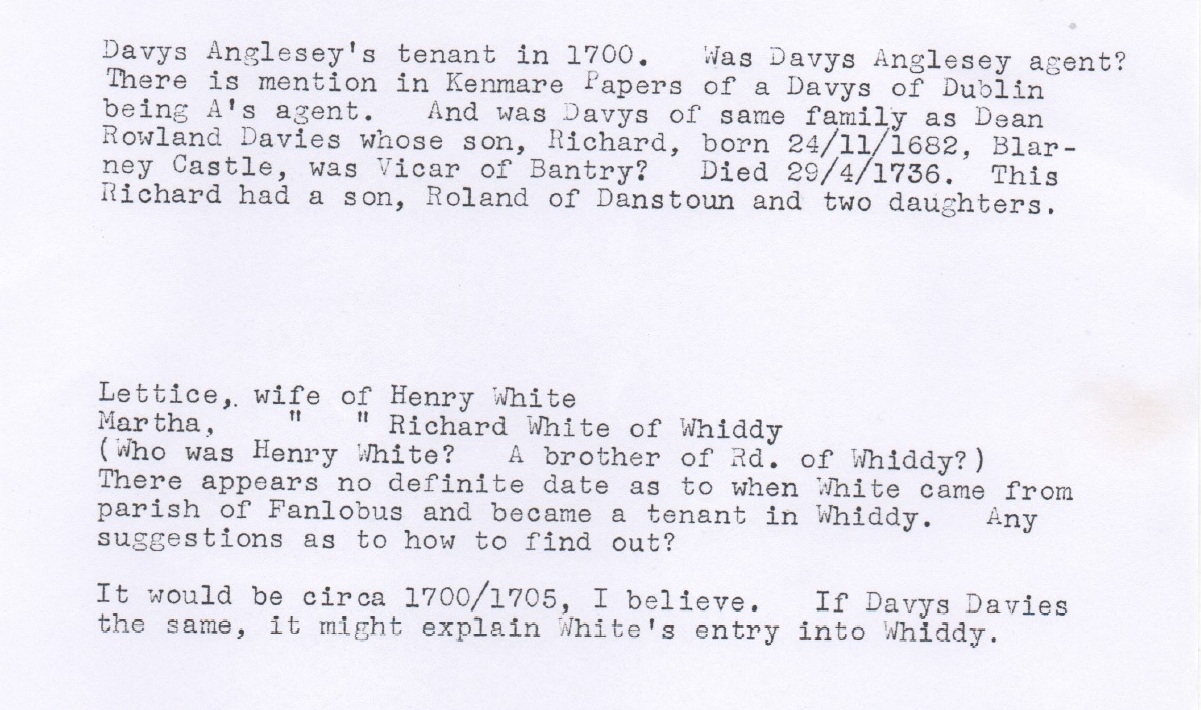 Davys Anglesey's tenant in 1700. Was Davys Anglesey agent?
There is mention in Kenmare Papers of a Davys of Dublin
being A's agent. And was Davys of same family as Dean
Rowland Davies whose son, Richard, born 24/11/1682, Blar-
ney Castle, was Vicar of Bantry? Died 29/4/1736. This
Richard had a son, Roland of Danstoun and two daughters.
Lettice, wife of Henry White
Martha, " " Richard White of Whiddy
(Who was Henry White? A brother of Rd. of Whiddy?)
There appears no definite date as to when White came from
parish of Fanlobus and became a tenant in Whiddy. Any
suggestions as to how to find out?
It would be circa 1700/1705, I believe. If Davys Davies
the same, it might explain White's entry into Whiddy.